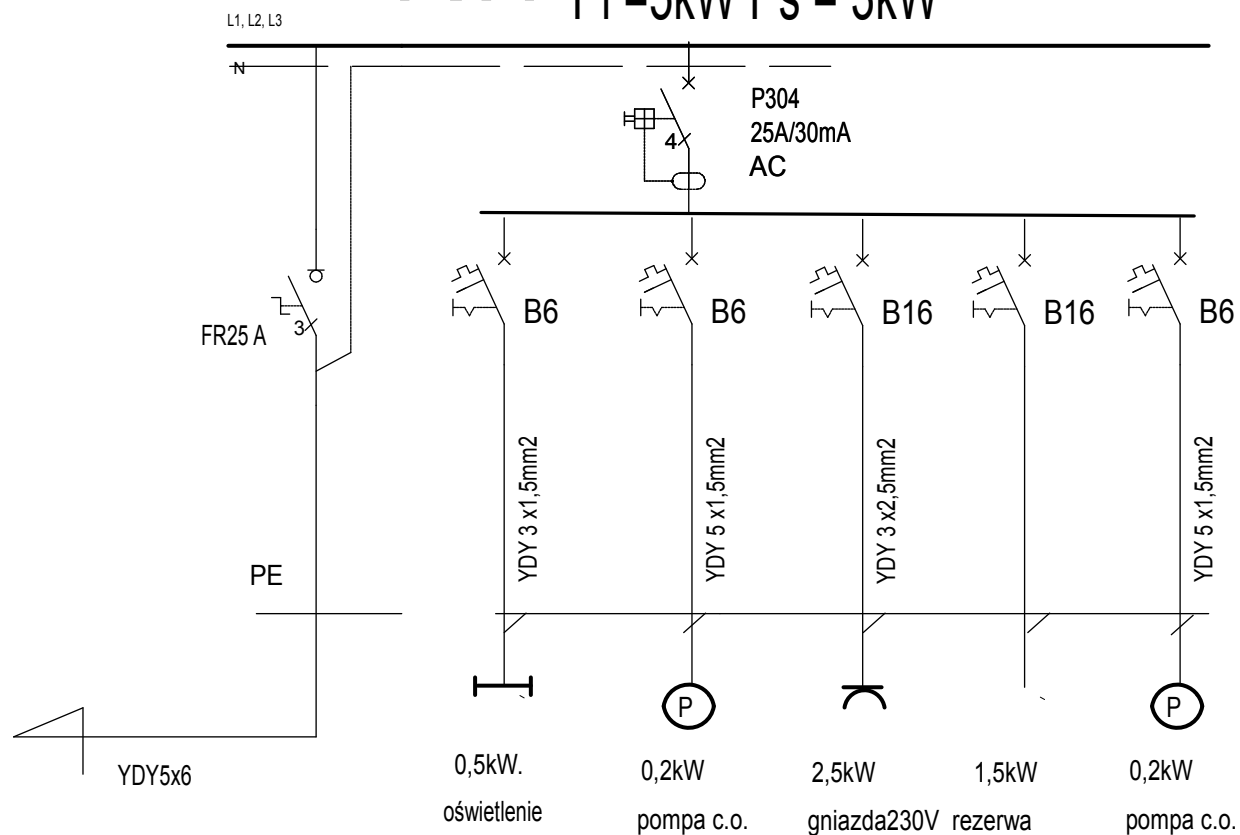 L1, L2, L3
N
P304
25A/30mA
AC
4
3
FR25 A
B6
B6
B16
B16
B6
YDY 3 x1,5mm2
YDY 5 x1,5mm2
YDY 3 x2,5mm2
YDY 5 x1,5mm2
PE
P
P
YDY5x6
0,5kW.
0,2kW
2,5kW
1,5kW
0,2kW
oświetlenie
pompa c.o.
gniazda230V
rezerwa
pompa c.o.